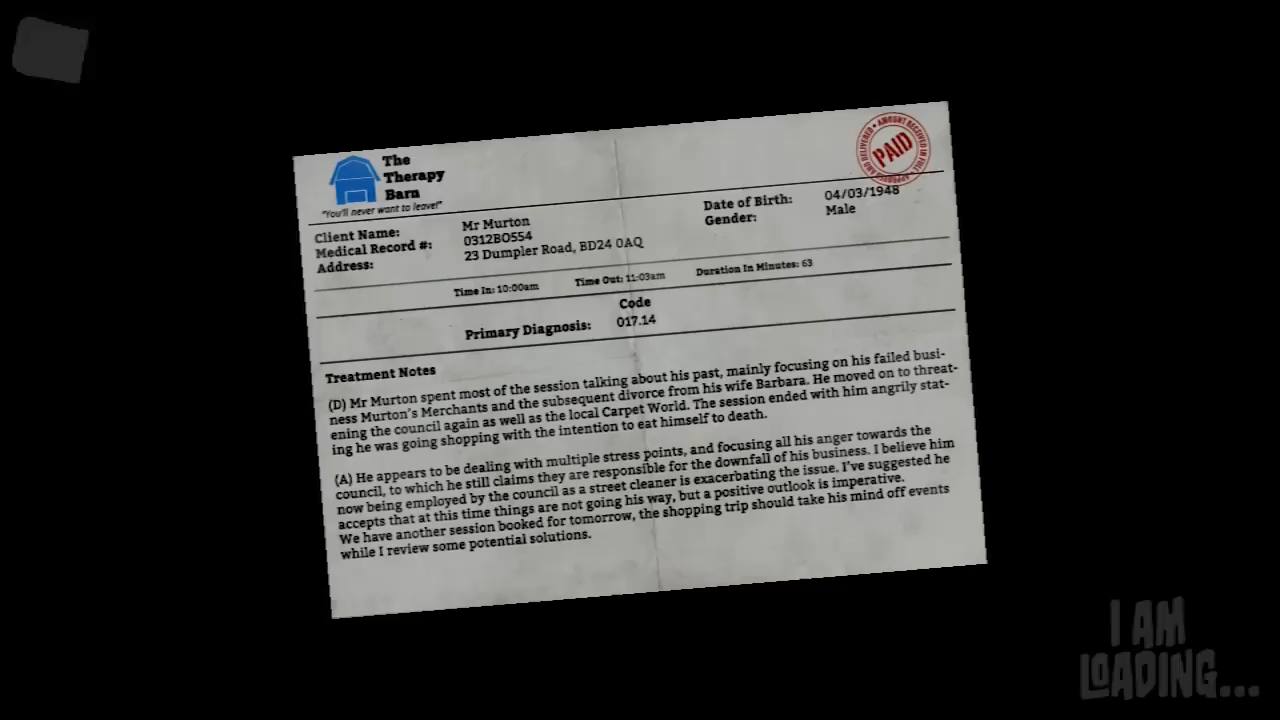 The
Therapy
Barn
"You'll never want to leave!"
AMOUNT RECEIVED IN FULL
PAID
Client Name: Mr Murton
Medical Record #: 0312BO554
Address: 23 Dumpler Road, BD24 0AQ
Date of Birth: 04/03/1948
Gender: Male
Time In: 10:00am Time Out: 11:03am Duration In Minutes: 63
Code
Primary Diagnosis: 017.14
Treatment Notes
(D) Mr Murton spent most of the session talking about his past, mainly focusing on his failed busi-
ness Murton's Merchants and the subsequent divorce from his wife Barbara. He moved on to threat-
ening the council again as well as the local Carpet World. The session ended with him angrily stat-
ing he was going shopping with the intention to eat himself to death.
(A) He appears to be dealing with multiple stress points, and focusing all his anger towards the
council, to which he still claims they are responsible for the downfall of his business. I believe him
now being employed by the council as a street cleaner is exacerbating the issue. I've suggested he
accepts that at this time things are not going his way, but a positive outlook is imperative.
We have another session booked for tomorrow, the shopping trip should take his mind off events
while I review some potential solutions.
I AM
LOADING...